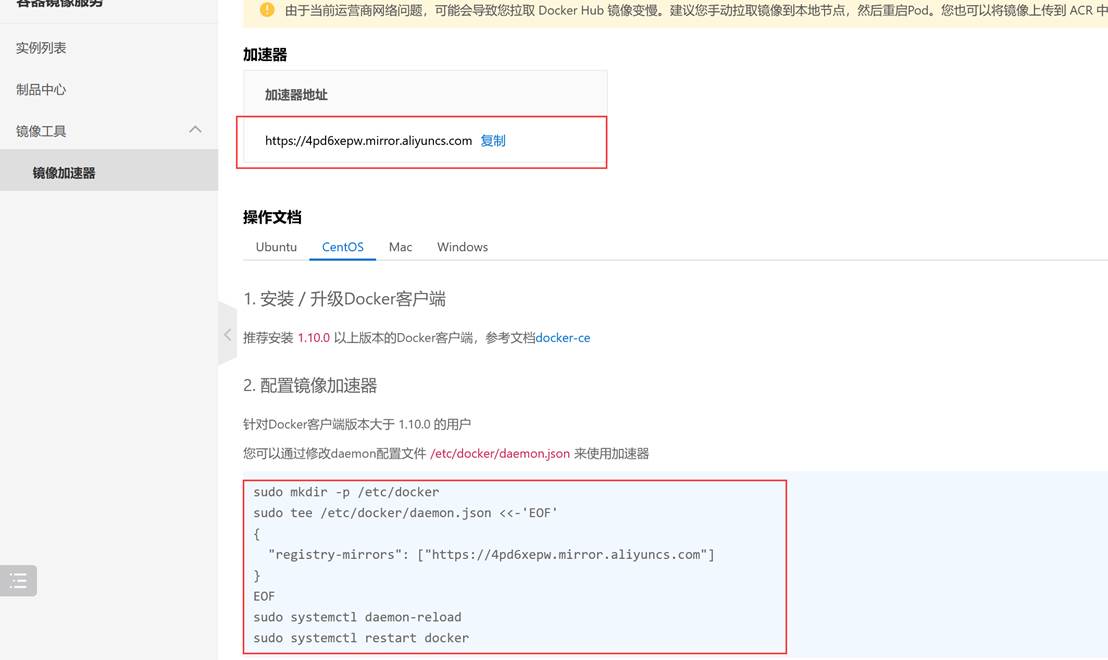 容器镜像服务
实例列表
制品中心
镜像工具
镜像加速器
由于当前运营商网络问题，可能会导致您拉取 Docker Hub 镜像变慢。建议您手动拉取镜像到本地节点，然后重启Pod。您也可以将镜像上传到 ACR 中
加速器
加速器地址
https://4pd6xepw.mirror.aliyuncs.com 复制
操作文档
Ubuntu CentOS Mac Windows
1. 安装 / 升级Docker客户端
推荐安装 1.10.0 以上版本的Docker客户端，参考文档docker-ce
2. 配置镜像加速器
针对Docker客户端版本大于 1.10.0 的用户
您可以通过修改daemon配置文件 /etc/docker/daemon.json 来使用加速器
sudo mkdir -p /etc/docker
sudo tee /etc/docker/daemon.json <<-'EOF'
{
  "registry-mirrors": ["https://4pd6xepw.mirror.aliyuncs.com"]
}
EOF
sudo systemctl daemon-reload
sudo systemctl restart docker